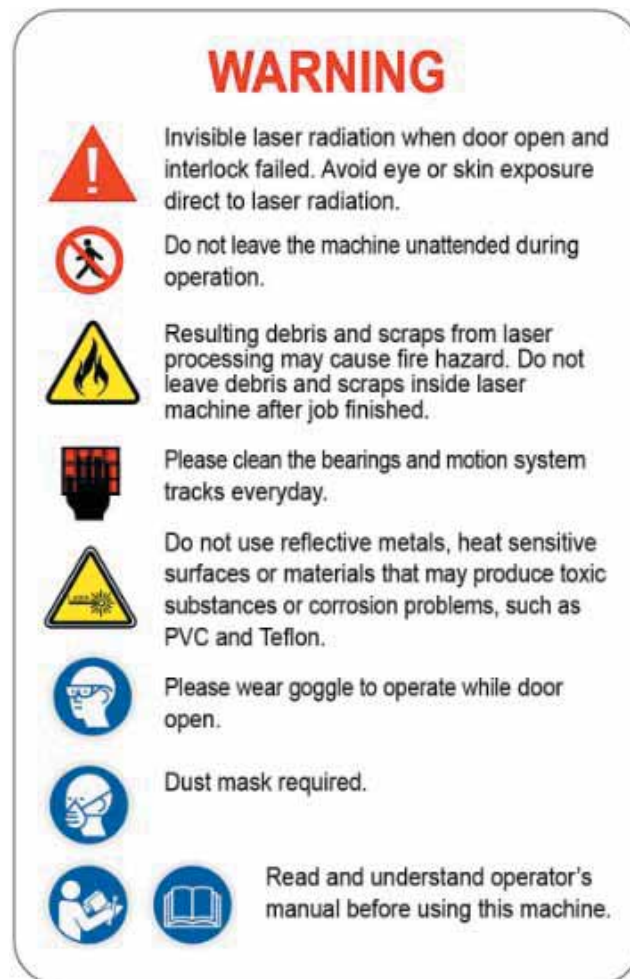 WARNING
Invisible laser radiation when door open and
interlock failed. Avoid eye or skin exposure
direct to laser radiation.
Do not leave the machine unattended during
operation.
Resulting debris and scraps from laser
processing may cause fire hazard. Do not
leave debris and scraps inside laser
machine after job finished.
Please clean the bearings and motion system
tracks everyday.
Do not use reflective metals, heat sensitive
surfaces or materials that may produce toxic
substances or corrosion problems, such as
PVC and Teflon.
Please wear goggle to operate while door
open.
Dust mask required.
Read and understand operator’s
manual before using this machine.